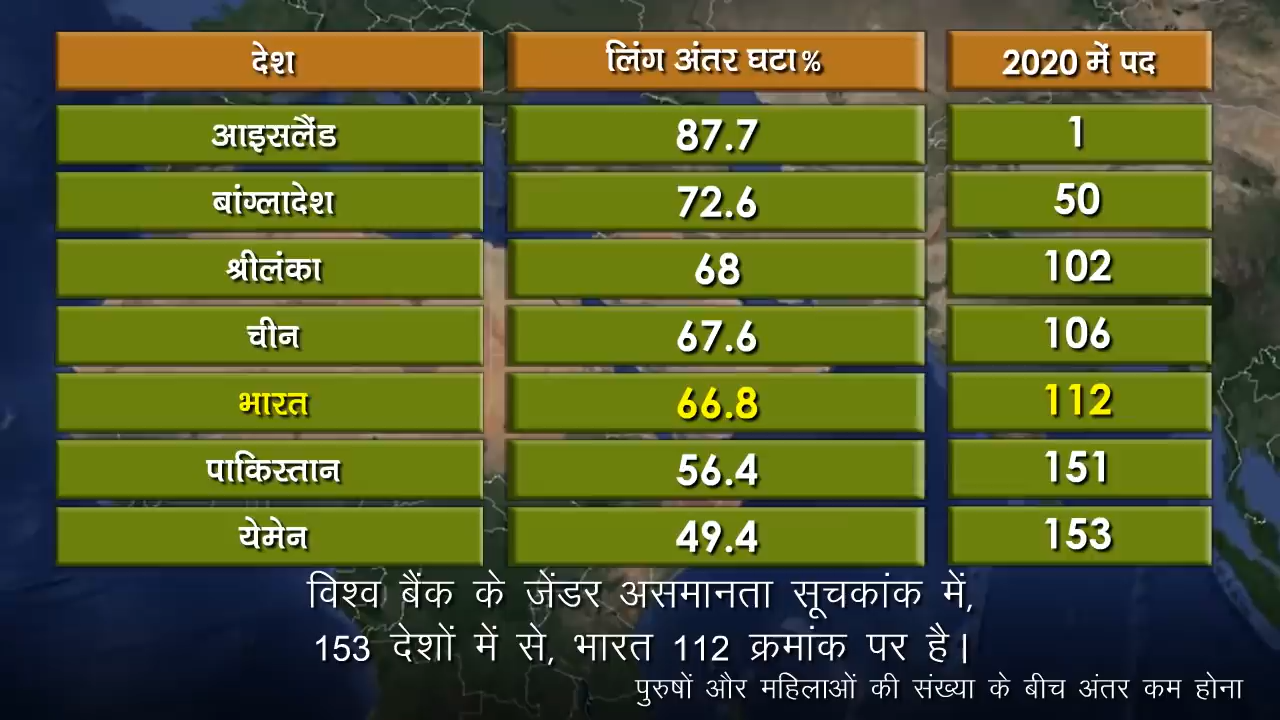 देश लिंग अंतर घटा% 2020 में पद
आइसलैंड 87.7 1
बांग्लादेश 72.6 50
श्रीलंका 68 102
चीन 67.6 106
भारत 66.8 112
पाकिस्तान 56.4 151
येमेन 49.4 153
विश्व बैंक के जेंडर असमानता सूचकांक में,
153 देशों में से, भारत 112 क्रमांक पर है।
पुरुषों और महिलाओं की संख्या के बीच अंतर कम होना